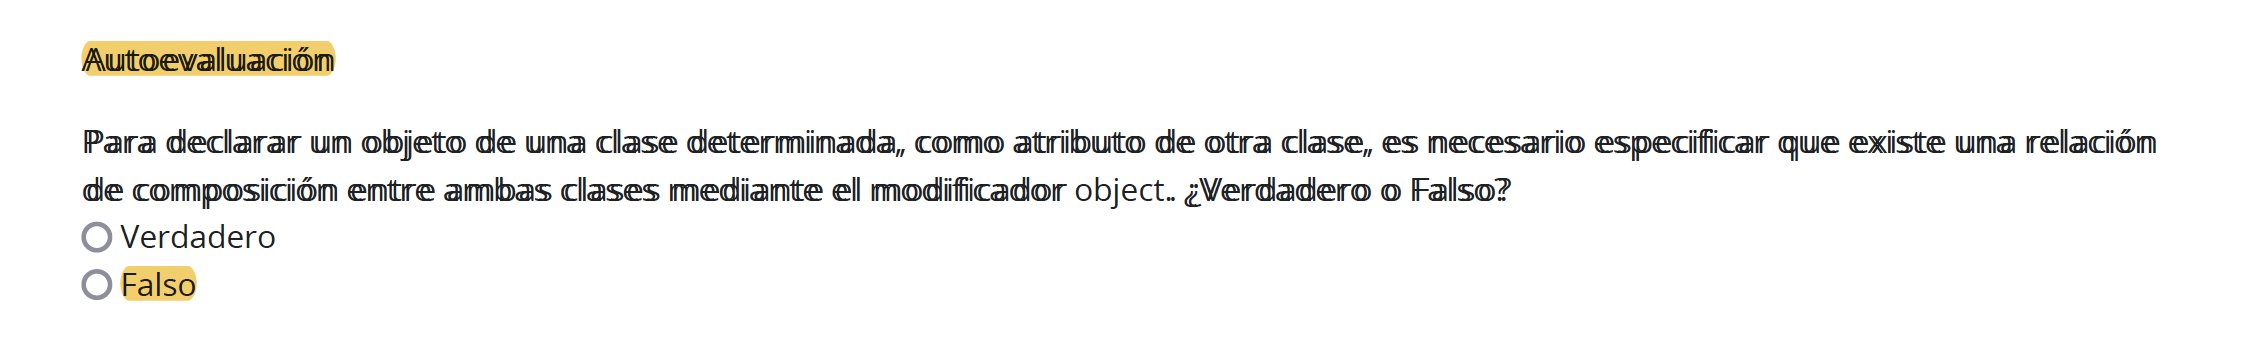 Autoevaluación
Para declarar un objeto de una clase determinada, como atributo de otra clase, es necesario especificar que existe una relación
de composición entre ambas clases mediante el modificador object. ¿Verdadero o Falso?
Verdadero
Falso